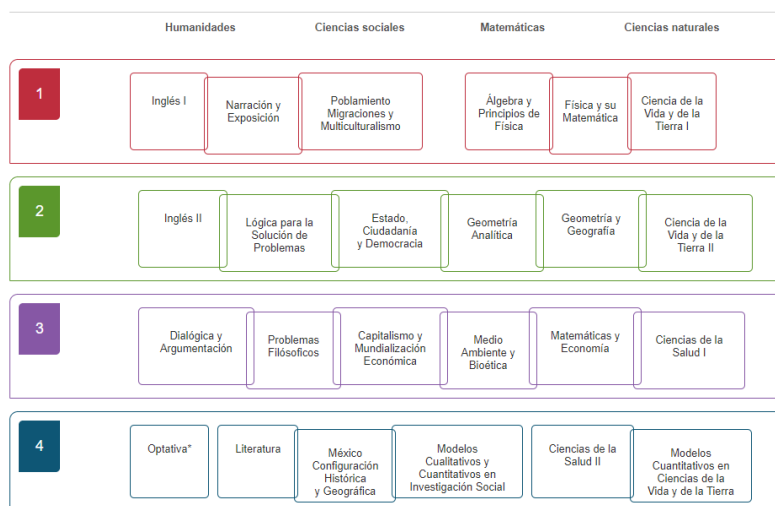 Humanidades
Ciencias sociales
Matemáticas
Ciencias naturales
1
Inglés I
Narración y
Exposición
Poblamiento
Migraciones y
Multiculturalismo
Álgebra y
Principios de
Física
Física y su
Matemática
Ciencia de la
Vida y de la
Tierra I
2
Inglés II
Lógica para la
Solución de
Problemas
Estado,
Ciudadanía
y Democracia
Geometría
Analítica
Geometría y
Geografía
Ciencia de la
Vida y de la
Tierra II
3
Dialógica y
Argumentación
Problemas
Filósoficos
Capitalismo y
Mundialización
Económica
Medio
Ambiente y
Bioética
Matemáticas y
Economía
Ciencias de la
Salud I
4
Optativa*
Literatura
México
Configuración
Histórica
y Geográfica
Modelos
Cualitativos y
Cuantitativos en
Investigación Social
Ciencias de la
Salud II
Modelos
Cuantitativos en
Ciencias de la
Vida y de la Tierra